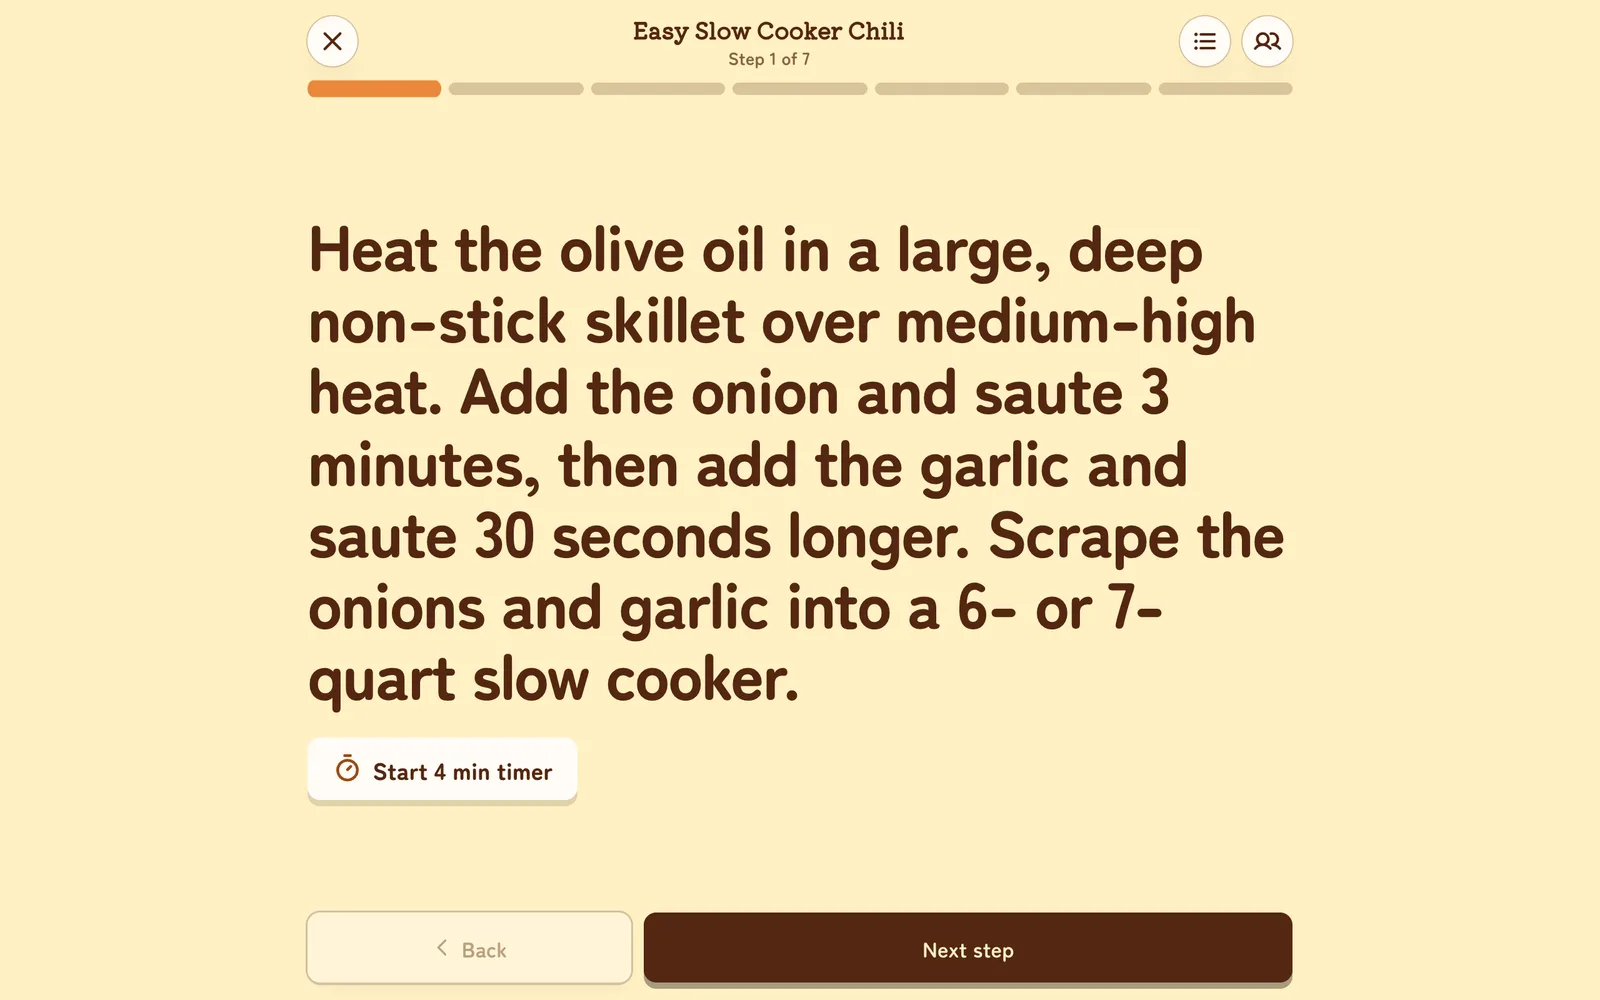 Easy Slow Cooker Chili
Step 1 of 7
Heat the olive oil in a large, deep
non-stick skillet over medium-high
heat. Add the onion and saute 3
minutes, then add the garlic and
saute 30 seconds longer. Scrape the
onions and garlic into a 6- or 7-
quart slow cooker.
Start 4 min timer
Back
Next step